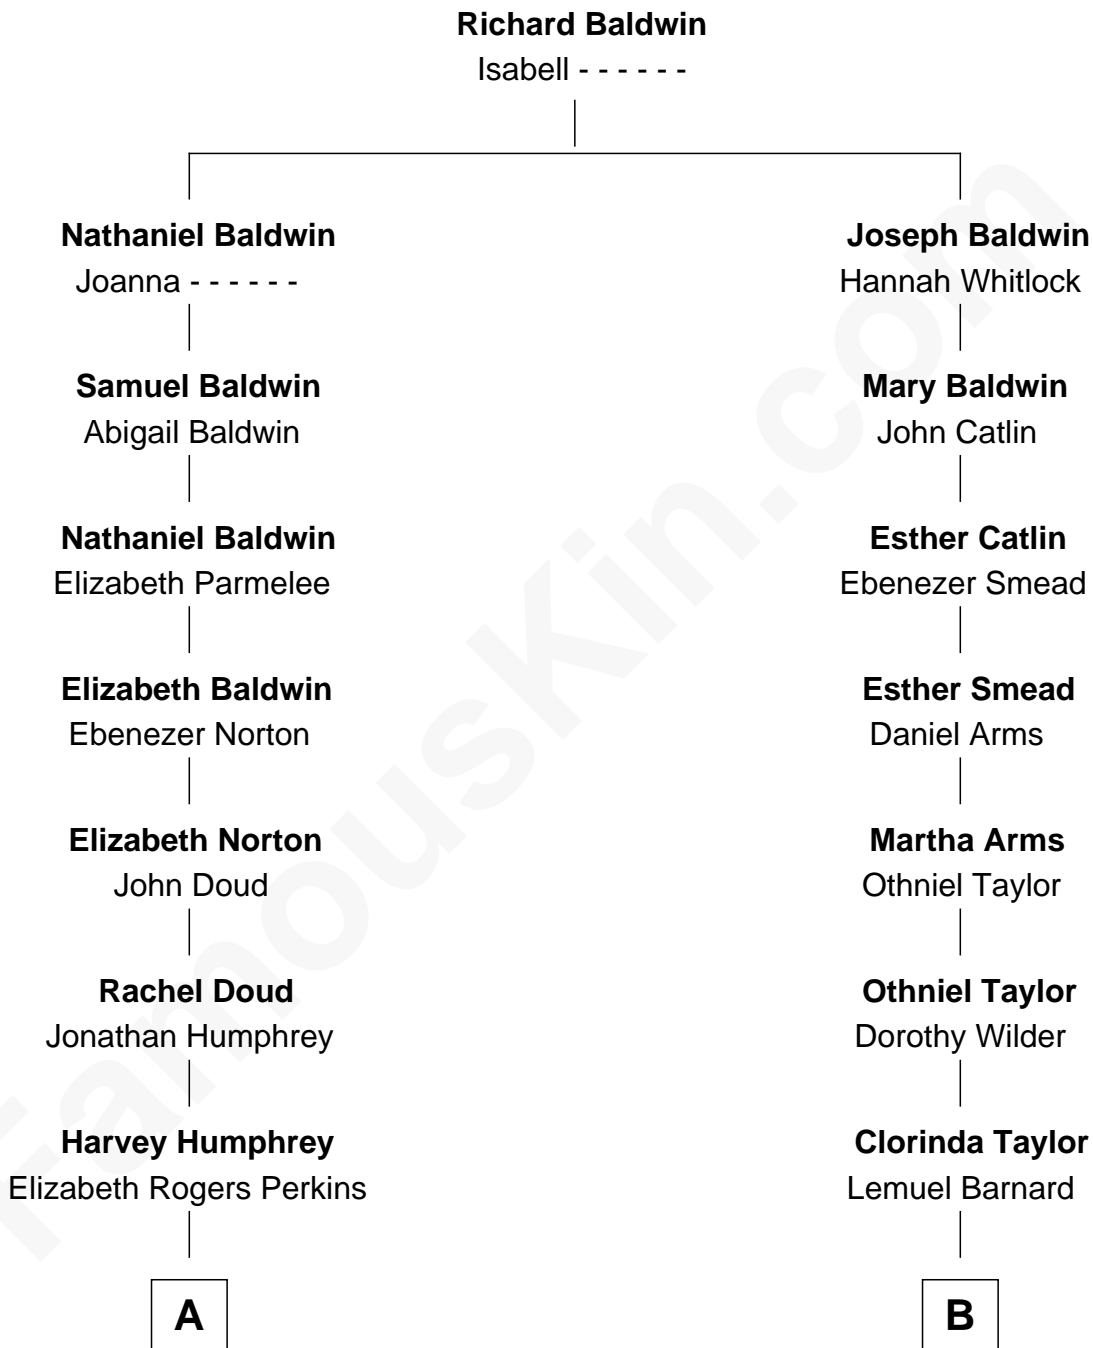 Richard Baldwin
Isabell - - - - - -
Nathaniel Baldwin
Joanna - - - - - -
Joseph Baldwin
Hannah Whitlock
Samuel Baldwin
Abigail Baldwin
Mary Baldwin
John Catlin
Nathaniel Baldwin
Elizabeth Parmelee
Esther Catlin
Ebenezer Smead
Elizabeth Baldwin
Ebenezer Norton
Esther Smead
Daniel Arms
Elizabeth Norton
John Doud
Martha Arms
Othniel Taylor
Rachel Doud
Jonathan Humphrey
Othniel Taylor
Dorothy Wilder
Harvey Humphrey
Elizabeth Rogers Perkins
Clorinda Taylor
Lemuel Barnard
A
B
FamousKin.com